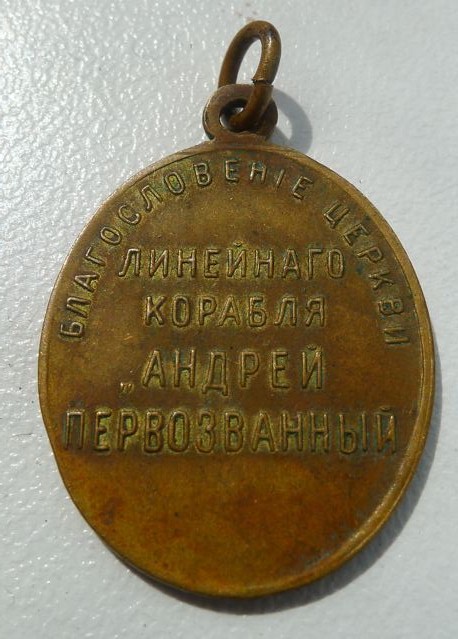 БЛАГОСЛОВЕНІЕ ЦЕРКВИ
ЛИНЕЙНАГО
КОРАБЛЯ
„АНДРЕЙ
ПЕРВОЗВАННЫЙ